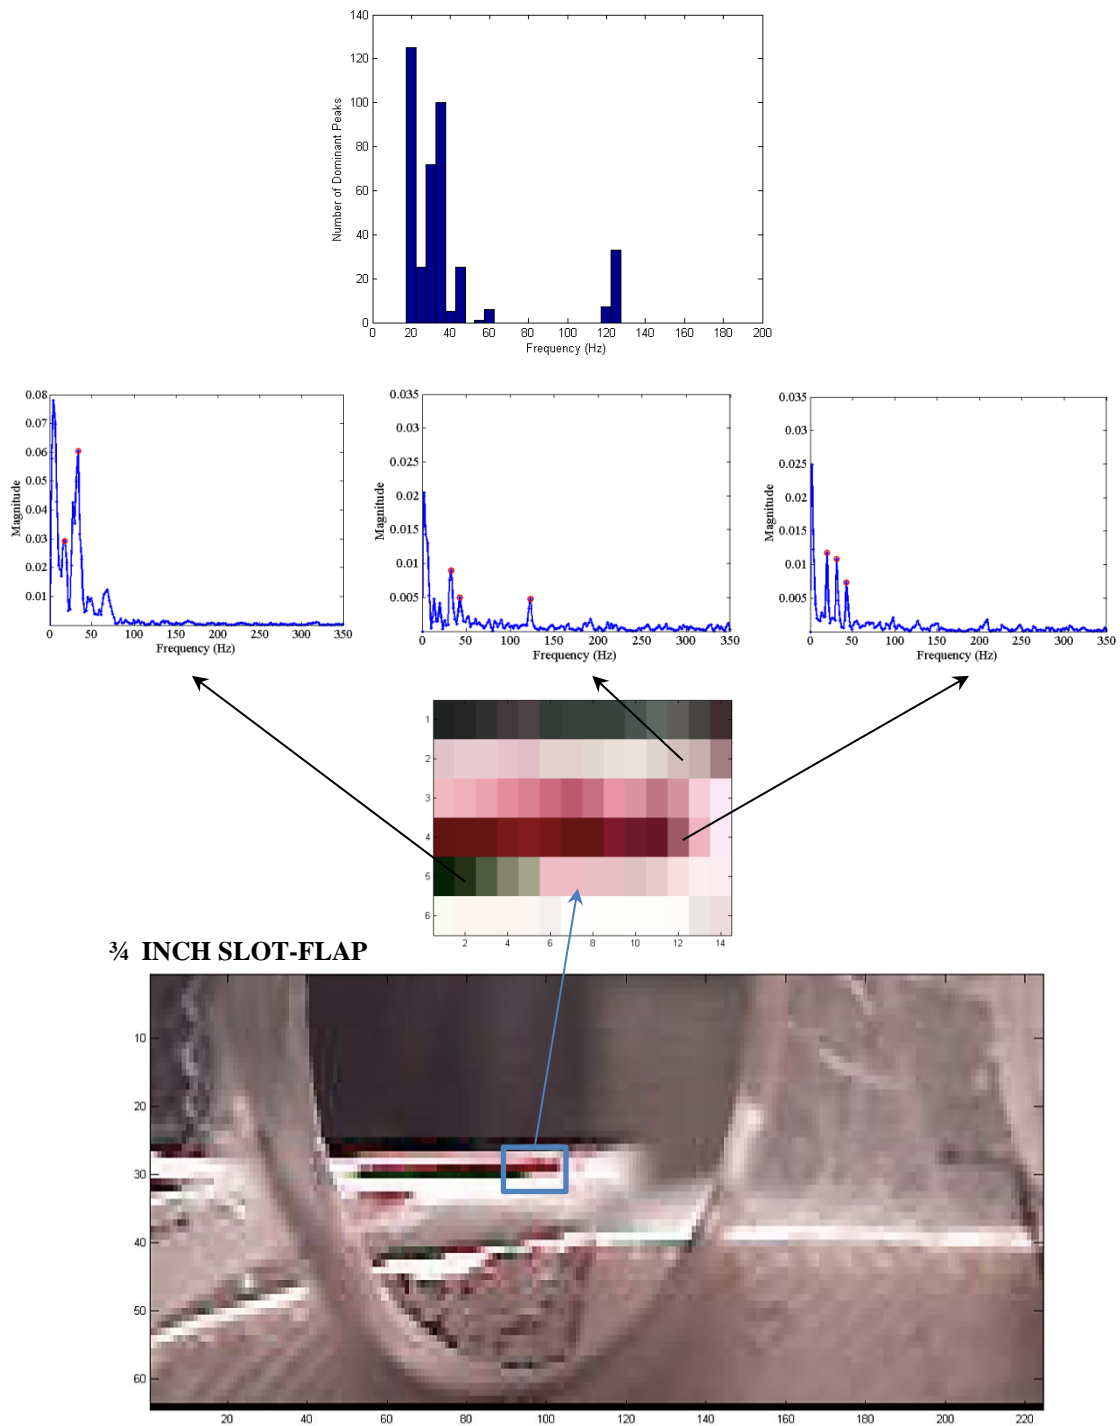 140
120
100
80
60
40
20
0
Number of Dominant Peaks
0 20 40 60 80 100 120 140 160 180 200
Frequency (Hz)
0.08
0.07
0.06
0.05
0.04
0.03
0.02
0.01
Magnitude
0 50 100 150 200 250 300 350
Frequency (Hz)
0.035
0.03
0.025
0.02
0.015
0.01
0.005
Magnitude
0 50 100 150 200 250 300 350
Frequency (Hz)
0.035
0.03
0.025
0.02
0.015
0.01
0.005
Magnitude
0 50 100 150 200 250 300 350
Frequency (Hz)
1
2
3
4
5
6
2 4 6 8 10 12 14
¾ INCH SLOT-FLAP
10
20
30
40
50
60
20 40 60 80 100 120 140 160 180 200 220